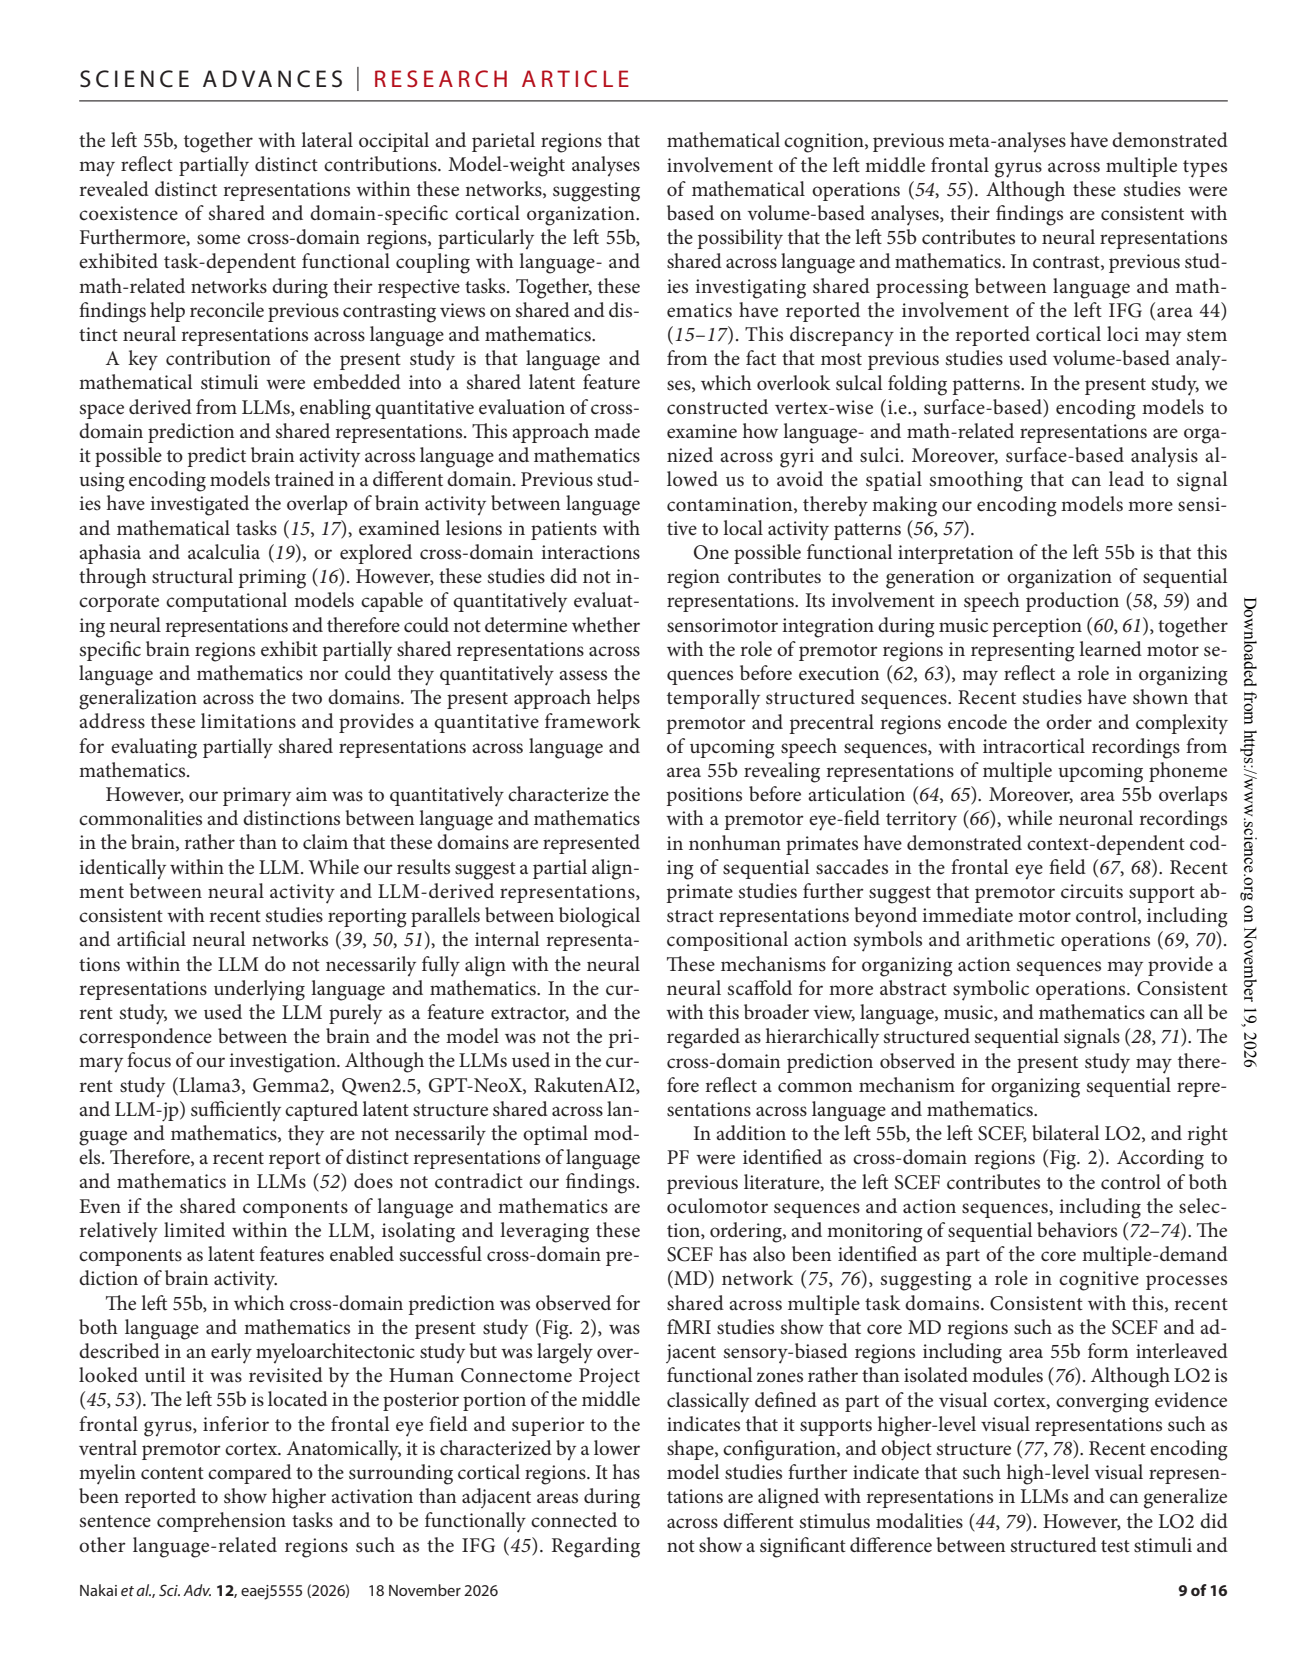 SCIENCE ADVANCES | RESEARCH ARTICLE
the left 55b, together with lateral occipital and parietal regions that
may reflect partially distinct contributions. Model-weight analyses
revealed distinct representations within these networks, suggesting
coexistence of shared and domain-specific cortical organization.
Furthermore, some cross-domain regions, particularly the left 55b,
exhibited task-dependent functional coupling with language- and
math-related networks during their respective tasks. Together, these
findings help reconcile previous contrasting views on shared and dis-
tinct neural representations across language and mathematics.
A key contribution of the present study is that language and
mathematical stimuli were embedded into a shared latent feature
space derived from LLMs, enabling quantitative evaluation of cross-
domain prediction and shared representations. This approach made
it possible to predict brain activity across language and mathematics
using encoding models trained in a different domain. Previous stud-
ies have investigated the overlap of brain activity between language
and mathematical tasks (15, 17), examined lesions in patients with
aphasia and acalculia (19), or explored cross-domain interactions
through structural priming (16). However, these studies did not in-
corporate computational models capable of quantitatively evaluat-
ing neural representations and therefore could not determine whether
specific brain regions exhibit partially shared representations across
language and mathematics nor could they quantitatively assess the
generalization across the two domains. The present approach helps
address these limitations and provides a quantitative framework
for evaluating partially shared representations across language and
mathematics.
However, our primary aim was to quantitatively characterize the
commonalities and distinctions between language and mathematics
in the brain, rather than to claim that these domains are represented
identically within the LLM. While our results suggest a partial align-
ment between neural activity and LLM-derived representations,
consistent with recent studies reporting parallels between biological
and artificial neural networks (39, 50, 51), the internal representa-
tions within the LLM do not necessarily fully align with the neural
representations underlying language and mathematics. In the cur-
rent study, we used the LLM purely as a feature extractor, and the
correspondence between the brain and the model was not the pri-
mary focus of our investigation. Although the LLMs used in the cur-
rent study (Llama3, Gemma2, Qwen2.5, GPT-NeoX, RakutenAI2,
and LLM-jp) sufficiently captured latent structure shared across lan-
guage and mathematics, they are not necessarily the optimal mod-
els. Therefore, a recent report of distinct representations of language
and mathematics in LLMs (52) does not contradict our findings.
Even if the shared components of language and mathematics are
relatively limited within the LLM, isolating and leveraging these
components as latent features enabled successful cross-domain pre-
diction of brain activity.
The left 55b, in which cross-domain prediction was observed for
both language and mathematics in the present study (Fig. 2), was
described in an early myeloarchitectonic study but was largely over-
looked until it was revisited by the Human Connectome Project
(45, 53). The left 55b is located in the posterior portion of the middle
frontal gyrus, inferior to the frontal eye field and superior to the
ventral premotor cortex. Anatomically, it is characterized by a lower
myelin content compared to the surrounding cortical regions. It has
been reported to show higher activation than adjacent areas during
sentence comprehension tasks and to be functionally connected to
other language-related regions such as the IFG (45). Regarding
mathematical cognition, previous meta-analyses have demonstrated
involvement of the left middle frontal gyrus across multiple types
of mathematical operations (54, 55). Although these studies were
based on volume-based analyses, their findings are consistent with
the possibility that the left 55b contributes to neural representations
shared across language and mathematics. In contrast, previous stud-
ies investigating shared processing between language and math-
ematics have reported the involvement of the left IFG (area 44)
(15–17). This discrepancy in the reported cortical loci may stem
from the fact that most previous studies used volume-based analy-
ses, which overlook sulcal folding patterns. In the present study, we
constructed vertex-wise (i.e., surface-based) encoding models to
examine how language- and math-related representations are orga-
nized across gyri and sulci. Moreover, surface-based analysis al-
lowed us to avoid the spatial smoothing that can lead to signal
contamination, thereby making our encoding models more sensi-
tive to local activity patterns (56, 57).
One possible functional interpretation of the left 55b is that this
region contributes to the generation or organization of sequential
representations. Its involvement in speech production (58, 59) and
sensorimotor integration during music perception (60, 61), together
with the role of premotor regions in representing learned motor se-
quences before execution (62, 63), may reflect a role in organizing
temporally structured sequences. Recent studies have shown that
premotor and precentral regions encode the order and complexity
of upcoming speech sequences, with intracortical recordings from
area 55b revealing representations of multiple upcoming phoneme
positions before articulation (64, 65). Moreover, area 55b overlaps
with a premotor eye-field territory (66), while neuronal recordings
in nonhuman primates have demonstrated context-dependent cod-
ing of sequential saccades in the frontal eye field (67, 68). Recent
primate studies further suggest that premotor circuits support ab-
stract representations beyond immediate motor control, including
compositional action symbols and arithmetic operations (69, 70).
These mechanisms for organizing action sequences may provide a
neural scaffold for more abstract symbolic operations. Consistent
with this broader view, language, music, and mathematics can all be
regarded as hierarchically structured sequential signals (28, 71). The
cross-domain prediction observed in the present study may there-
fore reflect a common mechanism for organizing sequential repre-
sentations across language and mathematics.
In addition to the left 55b, the left SCEF, bilateral LO2, and right
PF were identified as cross-domain regions (Fig. 2). According to
previous literature, the left SCEF contributes to the control of both
oculomotor sequences and action sequences, including the selec-
tion, ordering, and monitoring of sequential behaviors (72–74). The
SCEF has also been identified as part of the core multiple-demand
(MD) network (75, 76), suggesting a role in cognitive processes
shared across multiple task domains. Consistent with this, recent
fMRI studies show that core MD regions such as the SCEF and ad-
jacent sensory-biased regions including area 55b form interleaved
functional zones rather than isolated modules (76). Although LO2 is
classically defined as part of the visual cortex, converging evidence
indicates that it supports higher-level visual representations such as
shape, configuration, and object structure (77, 78). Recent encoding
model studies further indicate that such high-level visual represen-
tations are aligned with representations in LLMs and can generalize
across different stimulus modalities (44, 79). However, the LO2 did
not show a significant difference between structured test stimuli and
Downloaded from https://www.science.org on November 19, 2026
Nakai et al., Sci. Adv. 12, eaej5555 (2026) 18 November 2026
9 of 16